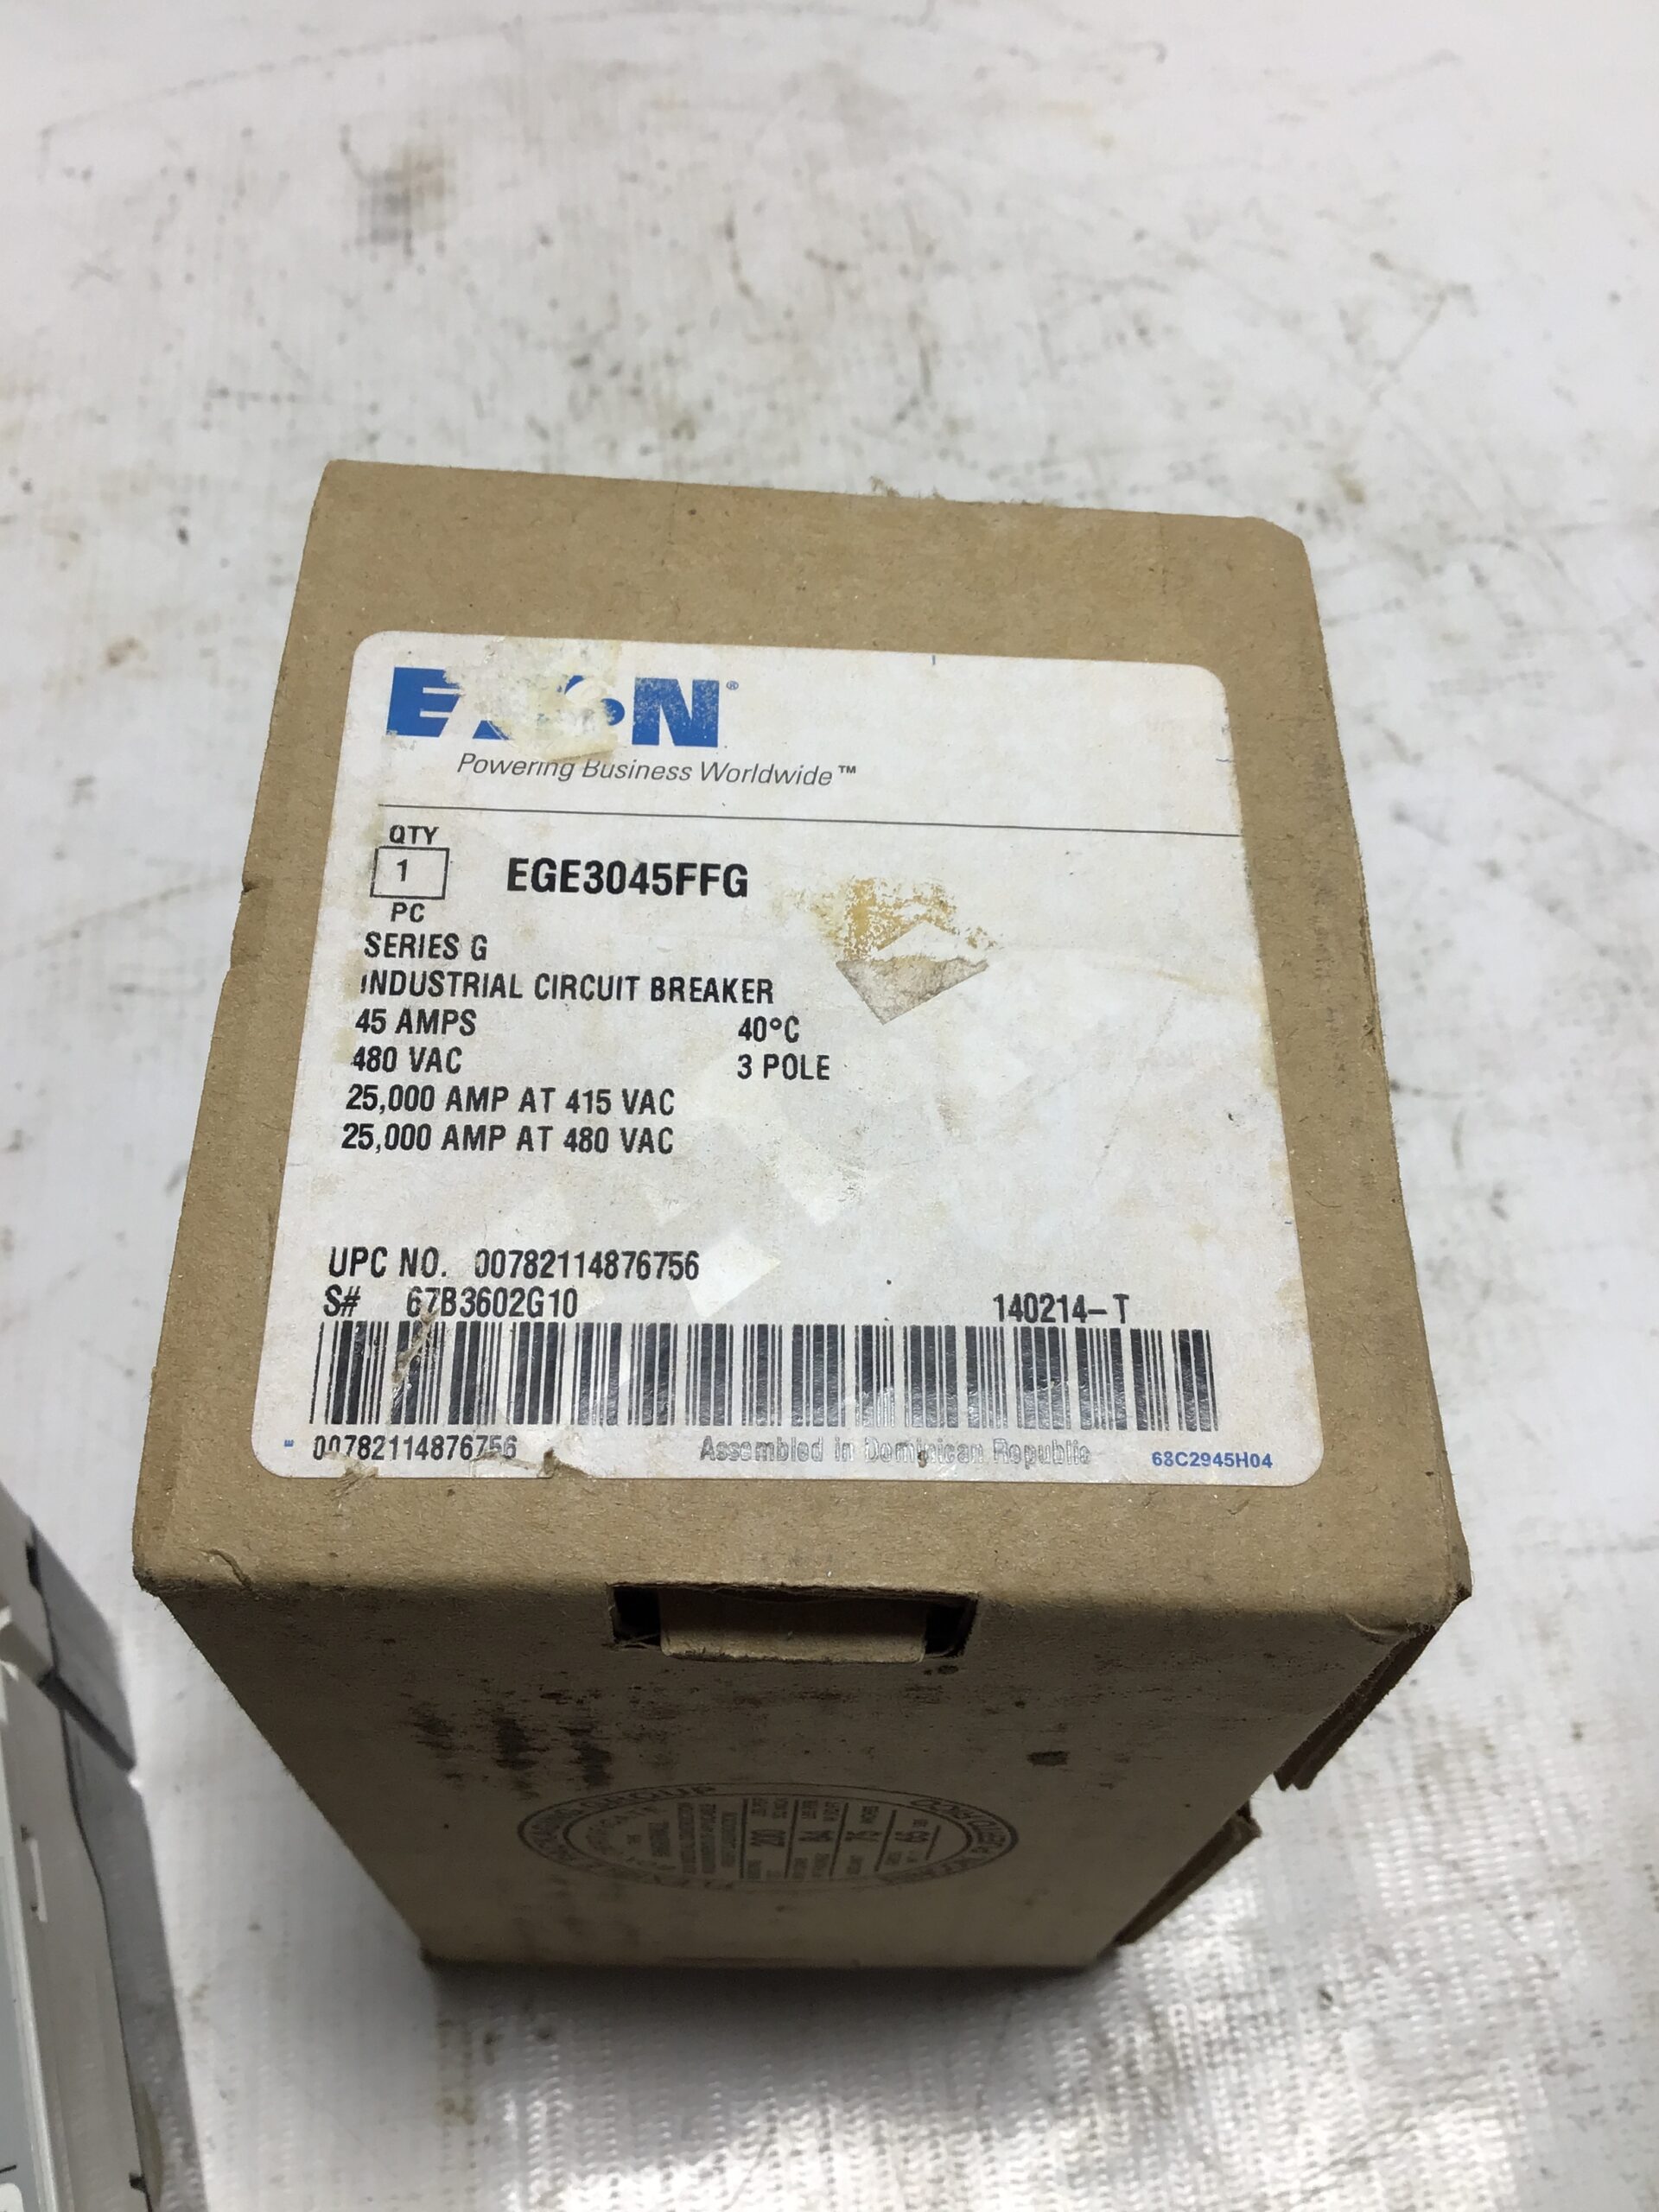 EATON®
Powering Business Worldwide™
QTY
1
PC
EGE3045FFG
SERIES G
INDUSTRIAL CIRCUIT BREAKER
45 AMPS 40°C
480 VAC 3 POLE
25,000 AMP AT 415 VAC
25,000 AMP AT 480 VAC
UPC NO. 00782114876756
S# 67B3602G10 140214-T
00782114876756 Assembled in Dominican Republic 68C2945H04